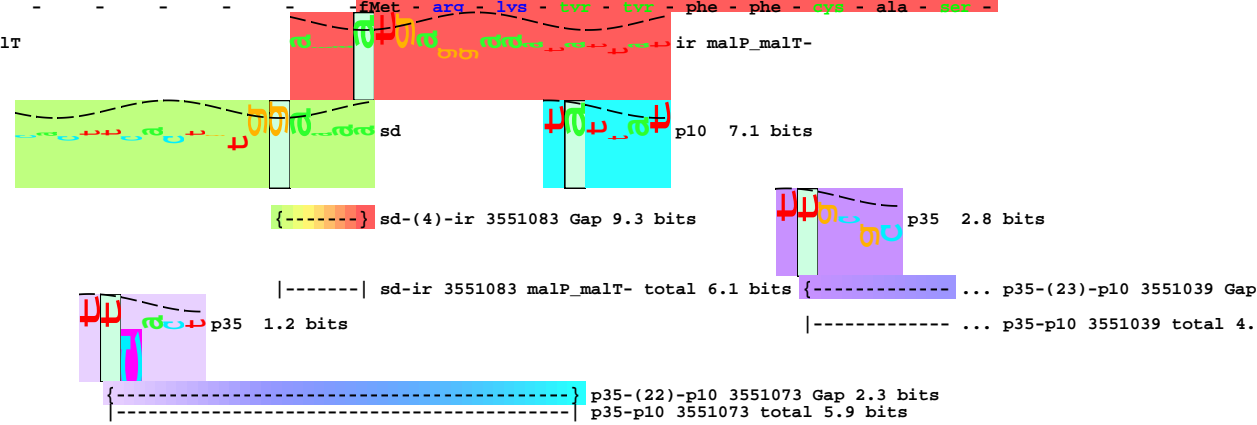 - - - - - -fMet - arg - lys - tyr - tyr - phe - phe - cys - ala - ser -
lT
ir malP_malT-
sd
p10 7.1 bits
{-------} sd-(4)-ir 3551083 Gap 9.3 bits
p35 2.8 bits
|-------| sd-ir 3551083 malP_malT- total 6.1 bits
{-------------- ... p35-(23)-p10 3551039 Gap
p35 1.2 bits
|-------------- ... p35-p10 3551039 total 4.
{--------------------------------------------} p35-(22)-p10 3551073 Gap 2.3 bits
|--------------------------------------------| p35-p10 3551073 total 5.9 bits